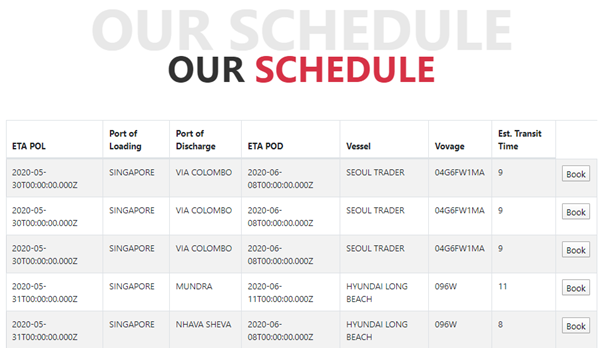 OUR SCHEDULE
OUR SCHEDULE
ETA POL Port of Loading Port of Discharge ETA POD Vessel Vovage Est. Transit Time
2020-05-30T00:00:00.000Z SINGAPORE VIA COLOMBO 2020-06-08T00:00:00.000Z SEOUL TRADER 04G6FW1MA 9 Book
2020-05-30T00:00:00.000Z SINGAPORE VIA COLOMBO 2020-06-08T00:00:00.000Z SEOUL TRADER 04G6FW1MA 9 Book
2020-05-30T00:00:00.000Z SINGAPORE VIA COLOMBO 2020-06-08T00:00:00.000Z SEOUL TRADER 04G6FW1MA 9 Book
2020-05-31T00:00:00.000Z SINGAPORE MUNDRA 2020-06-11T00:00:00.000Z HYUNDAI LONG BEACH 096W 11 Book
2020-05-31T00:00:00.000Z SINGAPORE NHAVA SHEVA 2020-06-08T00:00:00.000Z HYUNDAI LONG BEACH 096W 8 Book